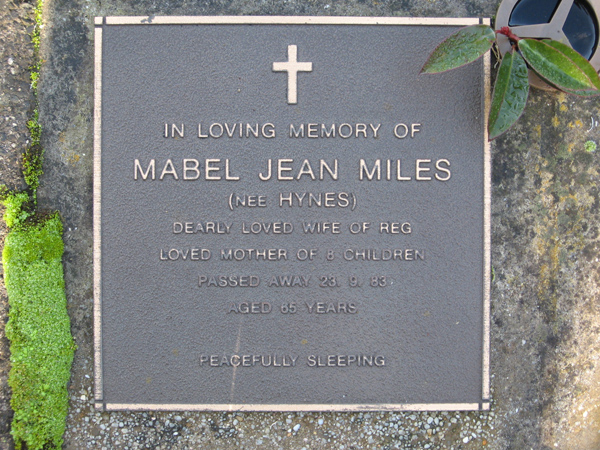 IN LOVING MEMORY OF
MABEL JEAN MILES
(NEE HYNES)
DEARLY LOVED WIFE OF REG
LOVED MOTHER OF 8 CHILDREN
PASSED AWAY 23. 9. 83
AGED 65 YEARS
PEACEFULLY SLEEPING